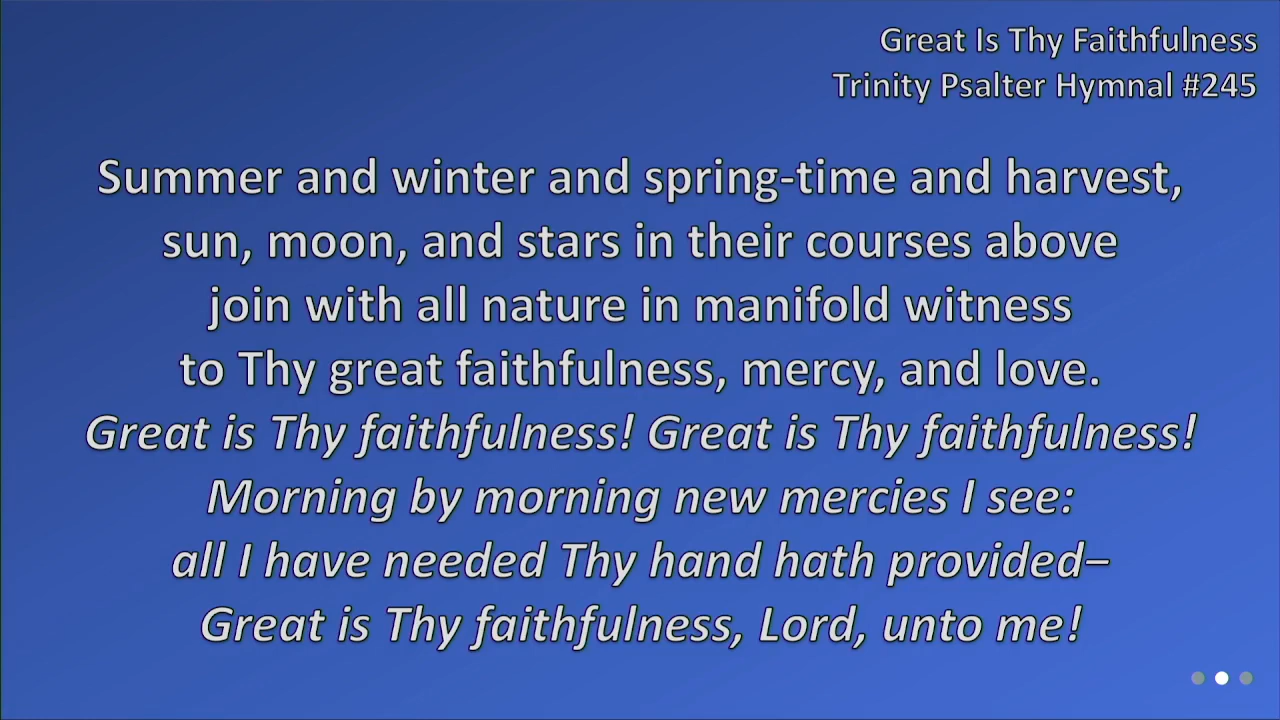 Great Is Thy Faithfulness
Trinity Psalter Hymnal #245
Summer and winter and spring-time and harvest,
sun, moon, and stars in their courses above
join with all nature in manifold witness
to Thy great faithfulness, mercy, and love.
Great is Thy faithfulness! Great is Thy faithfulness!
Morning by morning new mercies I see:
all I have needed Thy hand hath provided–
Great is Thy faithfulness, Lord, unto me!